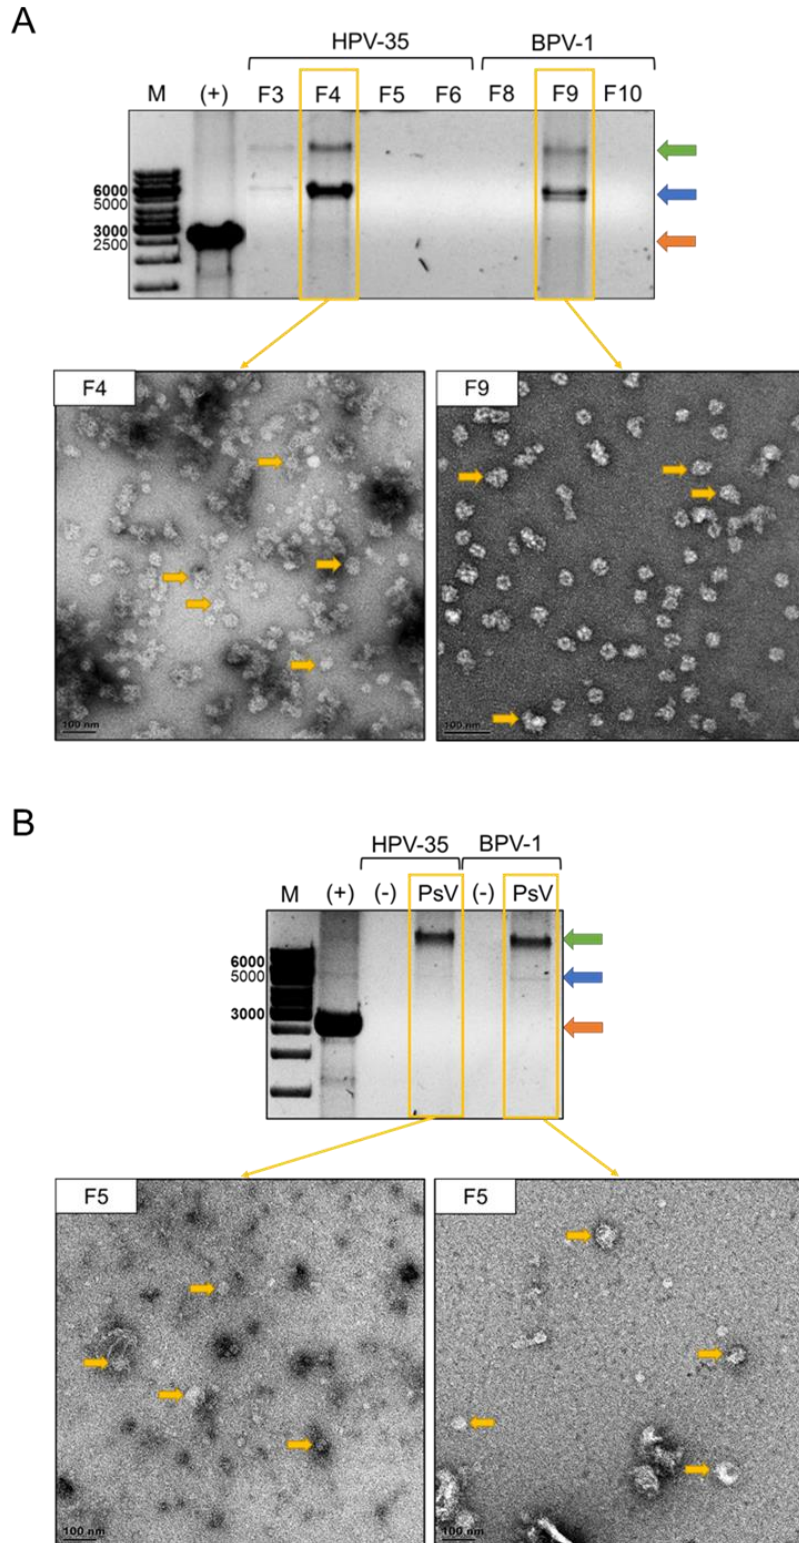 A
HPV-35 BPV-1
M (+) F3 F4 F5 F6 F8 F9 F10
6000
5000
3000
2500
F4 F9
100 nm 100 nm
B
HPV-35 BPV-1
M (+) (-) PsV (-) PsV
6000
5000
3000
F5 F5
100 nm 100 nm